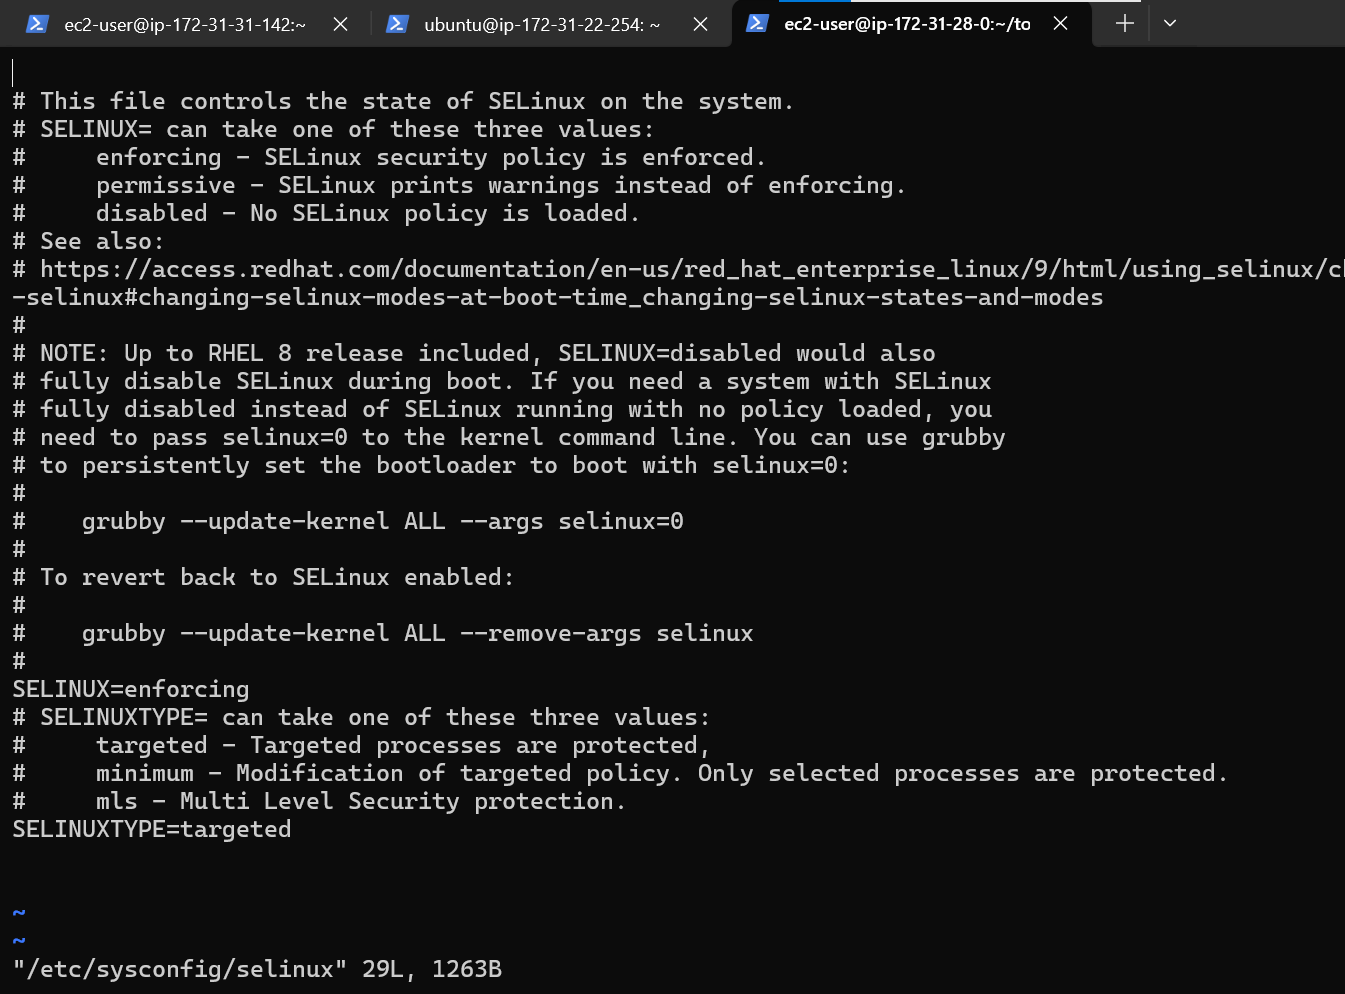 ec2-user@ip-172-31-31-142:~
ubuntu@ip-172-31-22-254: ~
ec2-user@ip-172-31-28-0:~/to
# This file controls the state of SELinux on the system.
# SELINUX= can take one of these three values:
#     enforcing - SELinux security policy is enforced.
#     permissive - SELinux prints warnings instead of enforcing.
#     disabled - No SELinux policy is loaded.
# See also:
# https://access.redhat.com/documentation/en-us/red_hat_enterprise_linux/9/html/using_selinux/ch
-selinux#changing-selinux-modes-at-boot-time_changing-selinux-states-and-modes
#
# NOTE: Up to RHEL 8 release included, SELINUX=disabled would also
# fully disable SELinux during boot. If you need a system with SELinux
# fully disabled instead of SELinux running with no policy loaded, you
# need to pass selinux=0 to the kernel command line. You can use grubby
# to persistently set the bootloader to boot with selinux=0:
#
#    grubby --update-kernel ALL --args selinux=0
#
# To revert back to SELinux enabled:
#
#    grubby --update-kernel ALL --remove-args selinux
#
SELINUX=enforcing
# SELINUXTYPE= can take one of these three values:
#     targeted - Targeted processes are protected,
#     minimum - Modification of targeted policy. Only selected processes are protected.
#     mls - Multi Level Security protection.
SELINUXTYPE=targeted
~
~
"/etc/sysconfig/selinux" 29L, 1263B